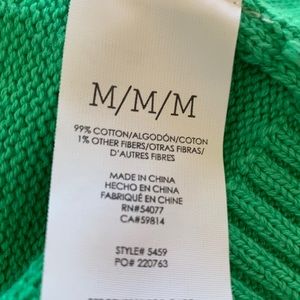 M/M/M
99% COTTON/ALGODÓN/COTON
1% OTHER FIBERS/OTRAS FIBRAS/
D'AUTRES FIBRES
MADE IN CHINA
HECHO EN CHINA
FABRIQUÉ EN CHINE
RN#54077
CA#59814
STYLE# 5459
PO# 220763